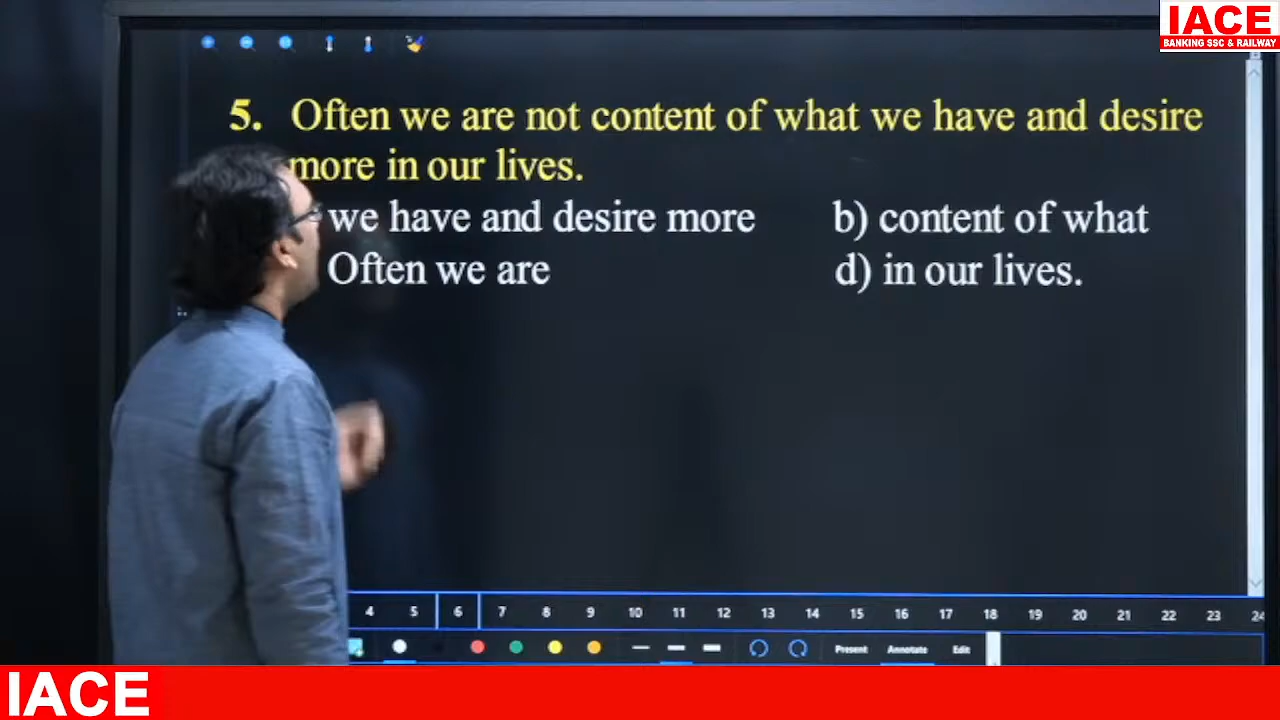 IACE
BANKING SSC & RAILWAY
5. Often we are not content of what we have and desire
more in our lives.
we have and desire more b) content of what
Often we are d) in our lives.
4 5 6 7 8 9 10 11 12 13 14 15 16 17 18 19 20 21 22 23 24
Present Annotate Edit
IACE